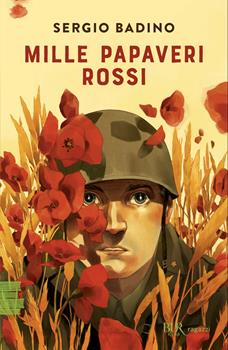 SERGIO BADINO
MILLE PAPAVERI
ROSSI
BUR ragazzi